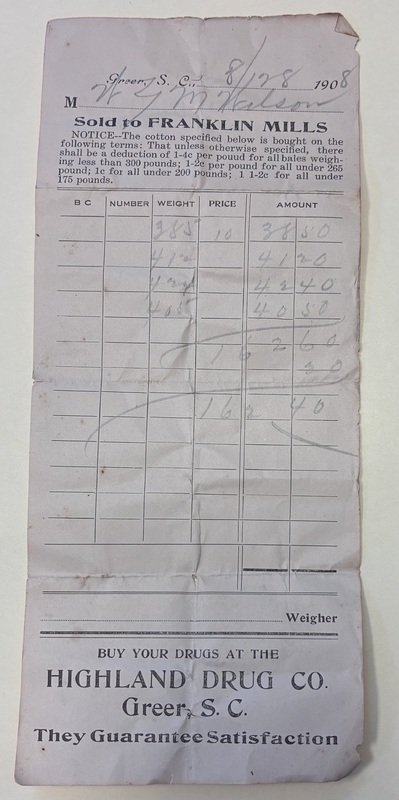 Greer, S. C., 8/28 1908
M W T McWilson
Sold to FRANKLIN MILLS
NOTICE--The cotton specified below is bought on the
following terms: That unless otherwise specified, there
shall be a deduction of 1-4c per pouud for all bales weigh-
ing less than 300 pounds; 1-2c per pound for all under 265
pound; 1c for all under 200 pounds; 1 1-2c for all under
175 pounds.
B C NUMBER WEIGHT PRICE AMOUNT
385 10 38 50
412 41 20
42 40
405 40 50
162 60
20
162 40
Weigher
BUY YOUR DRUGS AT THE
HIGHLAND DRUG CO.
Greer, S. C.
They Guarantee Satisfaction